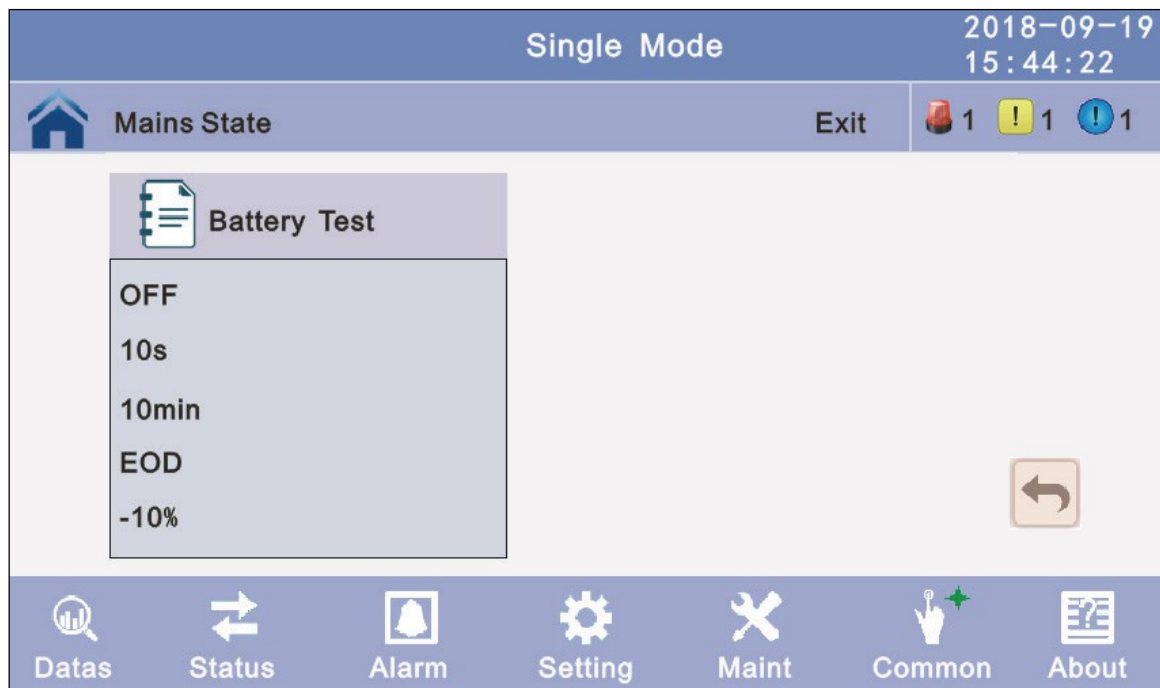 Single Mode
2018-09-19
15:44:22
Mains State
Exit
1
! 1
! 1
Battery Test
OFF
10s
10min
EOD
-10%
Datas
Status
Alarm
Setting
Maint
Common
?
About